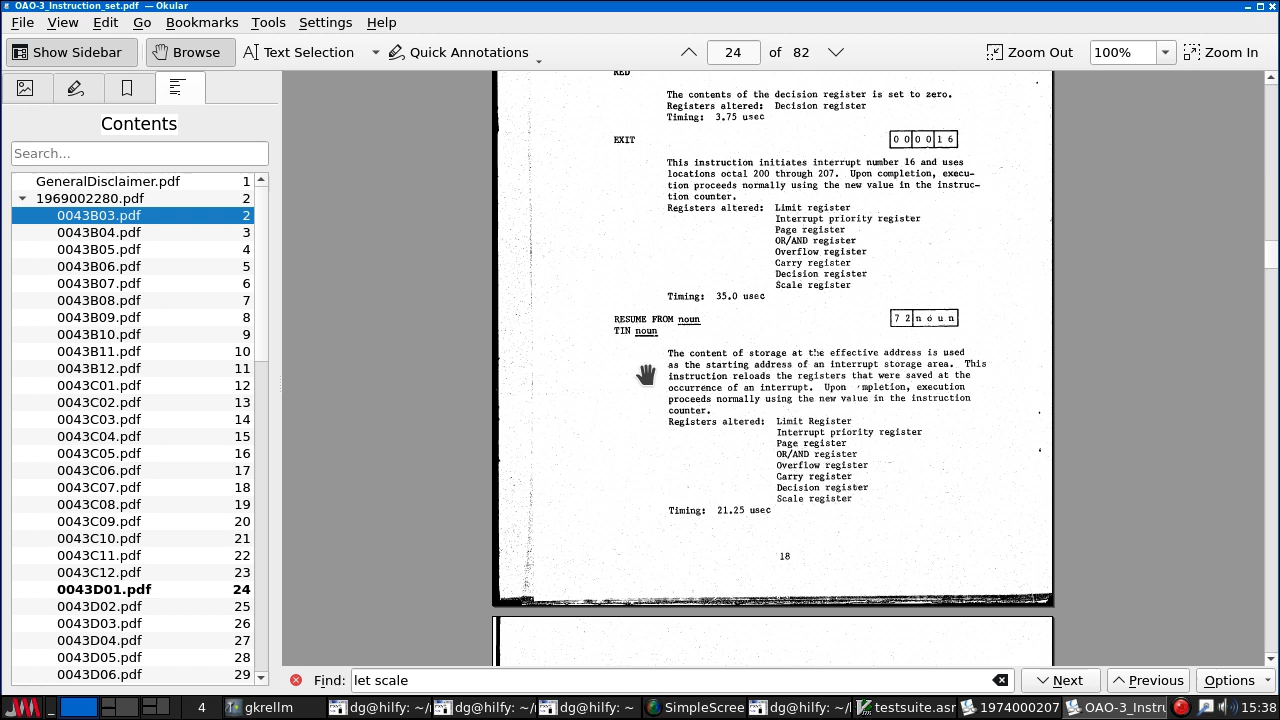 OAO-3_Instruction_set.pdf — Okular
File View Edit Go Bookmarks Tools Settings Help
Show Sidebar Browse Text Selection Quick Annotations 24 of 82 Zoom Out 100% Zoom In
Contents
Search...
GeneralDisclaimer.pdf 1
1969002280.pdf 2
0043B03.pdf 2
0043B04.pdf 3
0043B05.pdf 4
0043B06.pdf 5
0043B07.pdf 6
0043B08.pdf 7
0043B09.pdf 8
0043B10.pdf 9
0043B11.pdf 10
0043B12.pdf 11
0043C01.pdf 12
0043C02.pdf 13
0043C03.pdf 14
0043C04.pdf 15
0043C05.pdf 16
0043C06.pdf 17
0043C07.pdf 18
0043C08.pdf 19
0043C09.pdf 20
0043C10.pdf 21
0043C11.pdf 22
0043C12.pdf 23
0043D01.pdf 24
0043D02.pdf 25
0043D03.pdf 26
0043D04.pdf 27
0043D05.pdf 28
0043D06.pdf 29
RED
The contents of the decision register is set to zero.
Registers altered: Decision register
Timing: 3.75 usec
EXIT 0 0 0 0 1 6
This instruction initiates interrupt number 16 and uses
locations octal 200 through 207. Upon completion, execu-
tion proceeds normally using the new value in the instruc-
tion counter.
Registers altered: Limit register
Interrupt priority register
Page register
OR/AND register
Overflow register
Carry register
Decision register
Scale register
Timing: 35.0 usec
RESUME FROM noun 7 2 n o u n
TIN noun
The content of storage at the effective address is used
as the starting address of an interrupt storage area. This
instruction reloads the registers that were saved at the
occurrence of an interrupt. Upon mpletion, execution
proceeds normally using the new value in the instruction
counter.
Registers altered: Limit Register
Interrupt priority register
Page register
OR/AND register
Overflow register
Carry register
Decision register
Scale register
Timing: 21.25 usec
18
Find: let scale Next Previous Options
4 gkrellm dg@hilfy: ~/ dg@hilfy: ~/ dg@hilfy: ~ SimpleScree dg@hilfy: ~/ testsuite.asr 1974000207 OAO-3_Instru 15:38